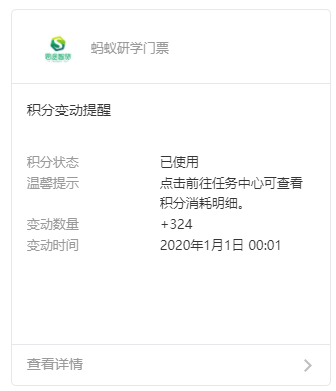 蚂蚁研学门票
积分变动提醒
积分状态 已使用
温馨提示 点击前往任务中心可查看
积分消耗明细。
变动数量 +324
变动时间 2020年1月1日 00:01
查看详情